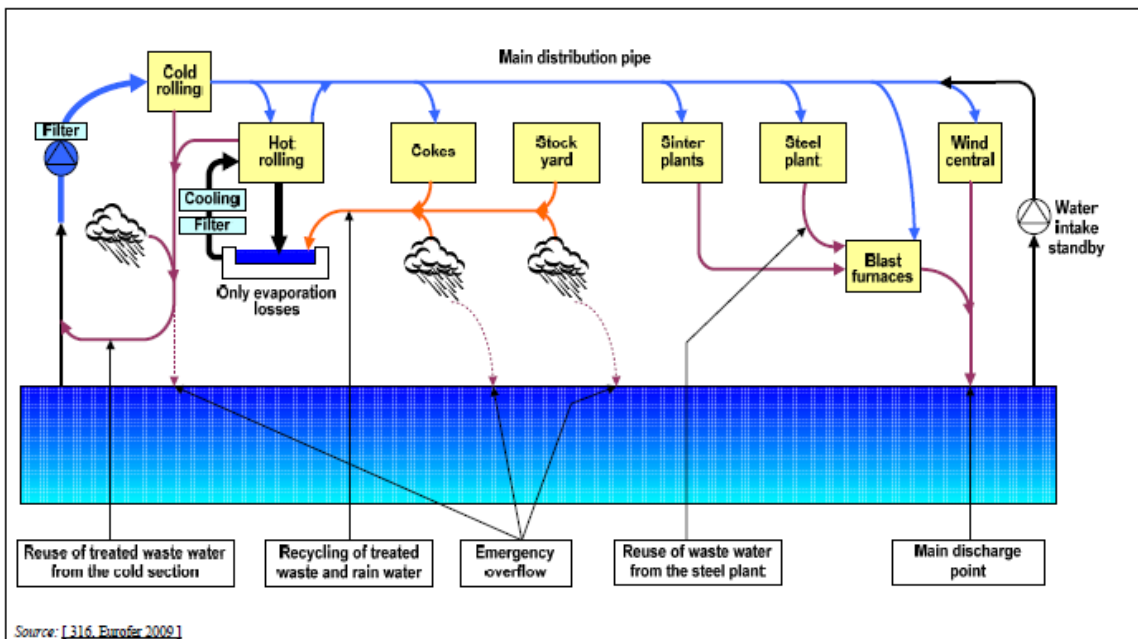 Main distribution pipe
Cold
rolling
Filter
Hot
rolling
Cokes
Stock
yard
Sinter
plants
Steel
plant
Wind
central
Cooling
Filter
Water
intake
standby
Blast
furnaces
Only evaporation
losses
Reuse of treated waste water
from the cold section
Recycling of treated
waste and rain water
Emergency
overflow
Reuse of waste water
from the steel plant
Main discharge
point
Source: [ 316, Eurofer 2009 ]